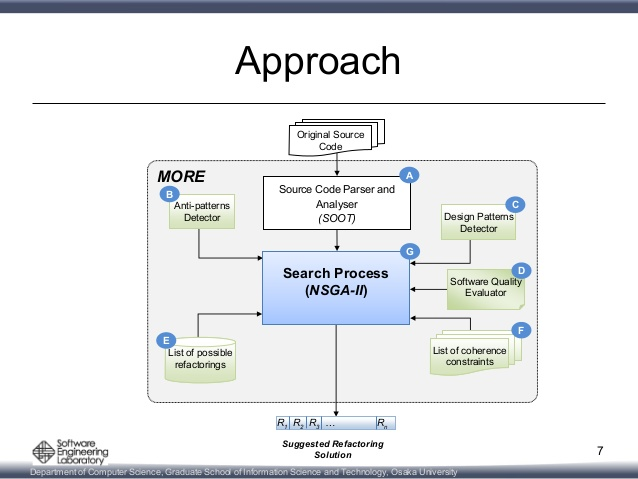 Approach
Original Source
Code
MORE
A
Source Code Parser and
Analyser
(SOOT)
B
Anti-patterns
Detector
C
Design Patterns
Detector
G
Search Process
(NSGA-II)
D
Software Quality
Evaluator
E
List of possible
refactorings
F
List of coherence
constraints
R1 R2 R3 … Rn
Suggested Refactoring
Solution
Software
Engineering
Laboratory
7
Department of Computer Science, Graduate School of Information Science and Technology, Osaka University